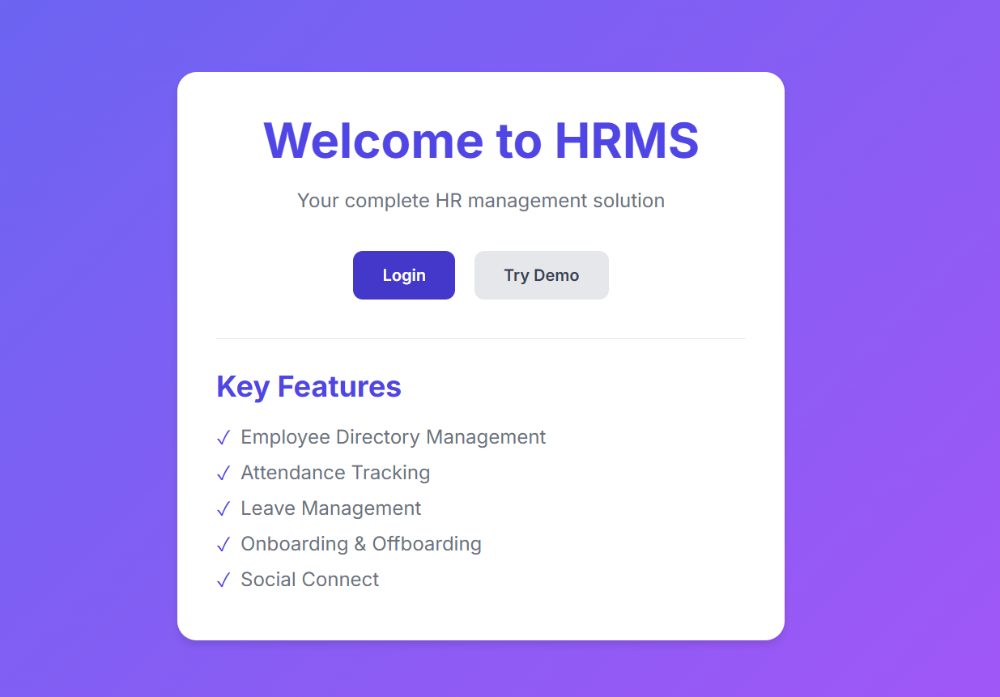 Welcome to HRMS
Your complete HR management solution
Login
Try Demo
Key Features
✓ Employee Directory Management
✓ Attendance Tracking
✓ Leave Management
✓ Onboarding & Offboarding
✓ Social Connect